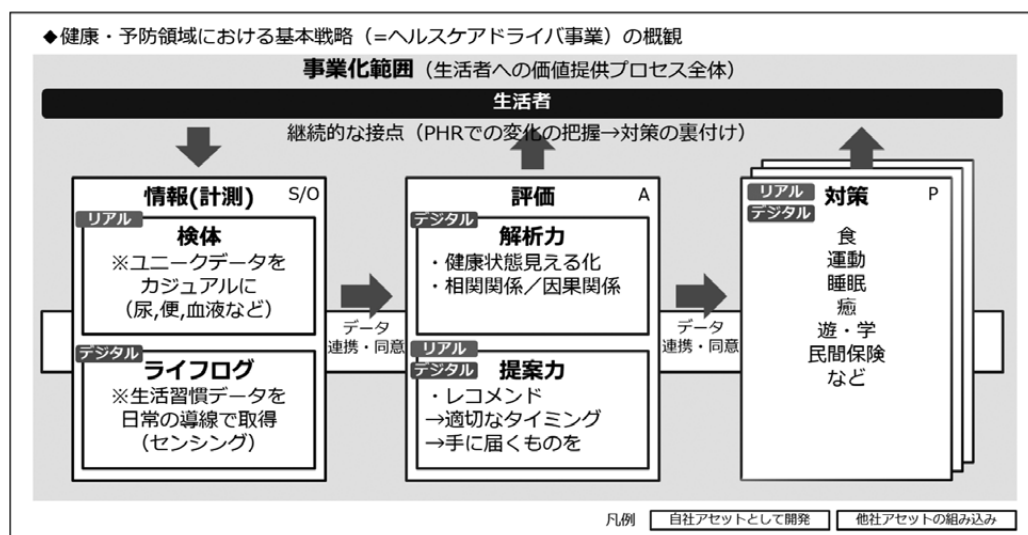 ◆健康・予防領域における基本戦略（=ヘルスケアドライバ事業）の概観
事業化範囲（生活者への価値提供プロセス全体）
生活者
継続的な接点（PHRでの変化の把握→対策の裏付け）
情報(計測) S/O
リアル
検体
※ユニークデータを
カジュアルに
(尿,便,血液など)
デジタル
ライフログ
※生活習慣データを
日常の導線で取得
(センシング)
データ
連携・同意
評価 A
デジタル
解析力
・健康状態見える化
・相関関係／因果関係
リアル
デジタル 提案力
・レコメンド
→適切なタイミング
→手に届くものを
データ
連携・同意
リアル
デジタル
対策 P
食
運動
睡眠
癒
遊・学
民間保険
など
凡例 自社アセットとして開発 他社アセットの組み込み